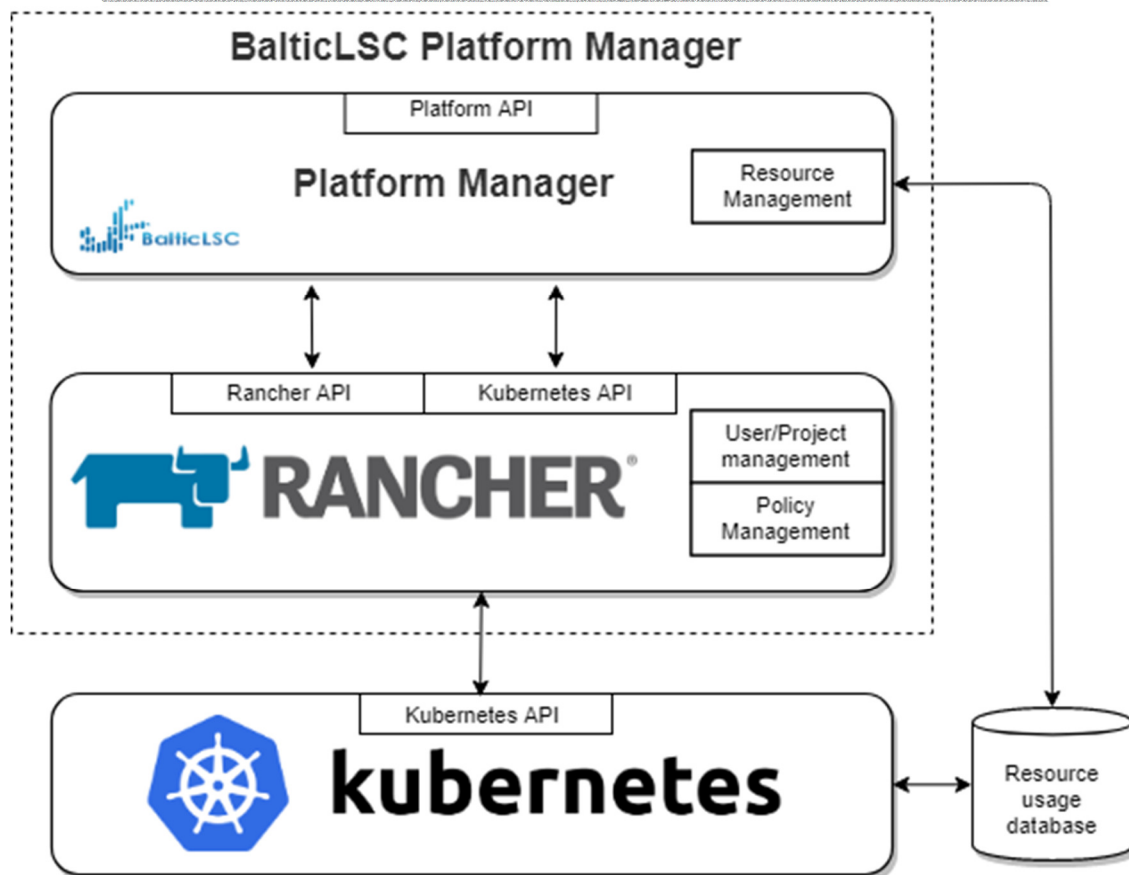 BalticLSC Platform Manager
Platform API
Platform Manager
Resource
Management
BalticLSC
Rancher API
Kubernetes API
User/Project
management
RANCHER®
Policy
Management
Kubernetes API
kubernetes
Resource
usage
database